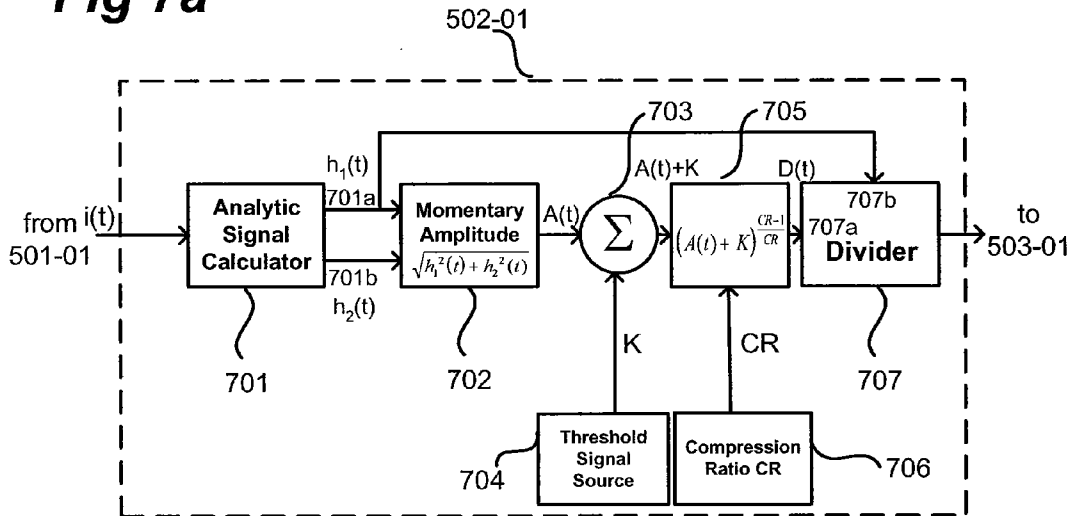 Fig 7a
502-01
703
705
h₁(t)
A(t)+K
D(t)
from i(t)
501-01
Analytic
Signal
Calculator
701a
701b
h₂(t)
Momentary
Amplitude
√h₁²(t) + h₂²(t)
A(t)
Σ
(A(t) + K)^(CR-1)/CR
707b
707a
Divider
to
503-01
701
702
K
CR
707
704
Threshold
Signal
Source
Compression
Ratio CR
706